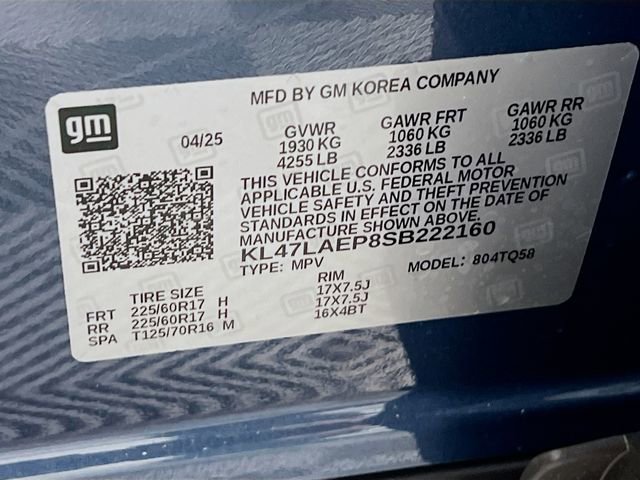 MFD BY GM KOREA COMPANY
gm
04/25 GVWR GAWR FRT GAWR RR
1930 KG 1060 KG 1060 KG
4255 LB 2336 LB 2336 LB
THIS VEHICLE CONFORMS TO ALL
APPLICABLE U.S. FEDERAL MOTOR
VEHICLE SAFETY AND THEFT PREVENTION
STANDARDS IN EFFECT ON THE DATE OF
MANUFACTURE SHOWN ABOVE.
KL47LAEP8SB222160
TYPE: MPV MODEL: 804TQ58
TIRE SIZE RIM
FRT 225/60R17 H 17X7.5J
RR 225/60R17 H 17X7.5J
SPA T125/70R16 M 16X4BT